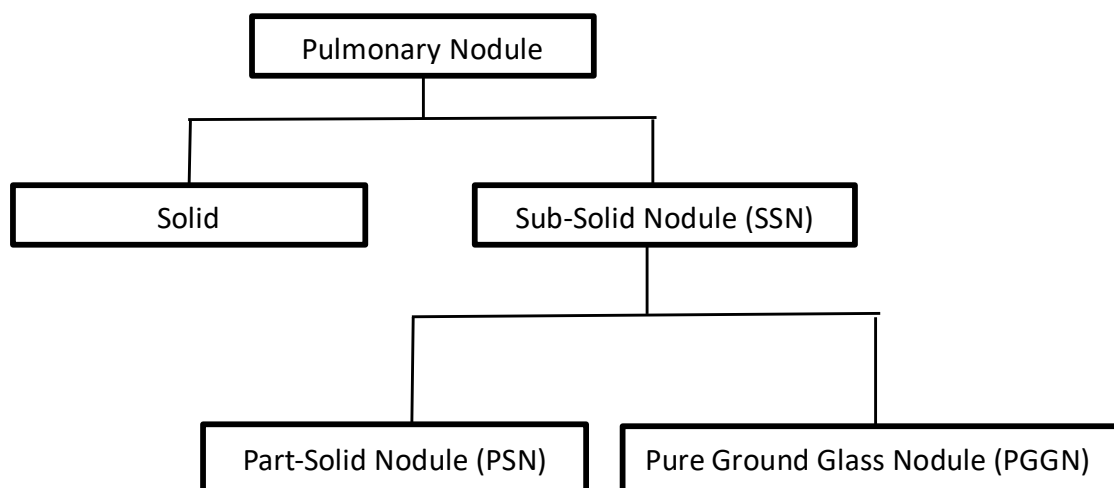 Pulmonary Nodule
Solid
Sub-Solid Nodule (SSN)
Part-Solid Nodule (PSN)
Pure Ground Glass Nodule (PGGN)